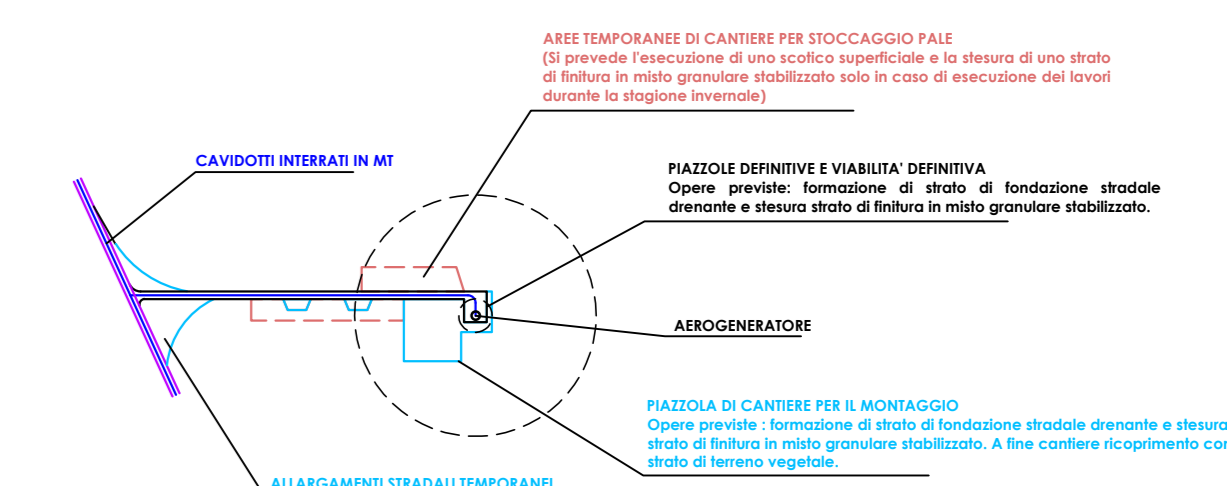 AREE TEMPORANEE DI CANTIERE PER STOCCAGGIO PALE
(Si prevede l'esecuzione di uno scotico superficiale e la stesura di uno strato
di finitura in misto granulare stabilizzato solo in caso di esecuzione dei lavori
durante la stagione invernale)
CAVIDOTTI INTERRATI IN MT
PIAZZOLE DEFINITIVE E VIABILITA' DEFINITIVA
Opere previste: formazione di strato di fondazione stradale
drenante e stesura strato di finitura in misto granulare stabilizzato.
AEROGENERATORE
PIAZZOLA DI CANTIERE PER IL MONTAGGIO
Opere previste : formazione di strato di fondazione stradale drenante e stesura
strato di finitura in misto granulare stabilizzato. A fine cantiere ricoprimento con
strato di terreno vegetale.
ALLARGAMENTI STRADALI TEMPORANEI